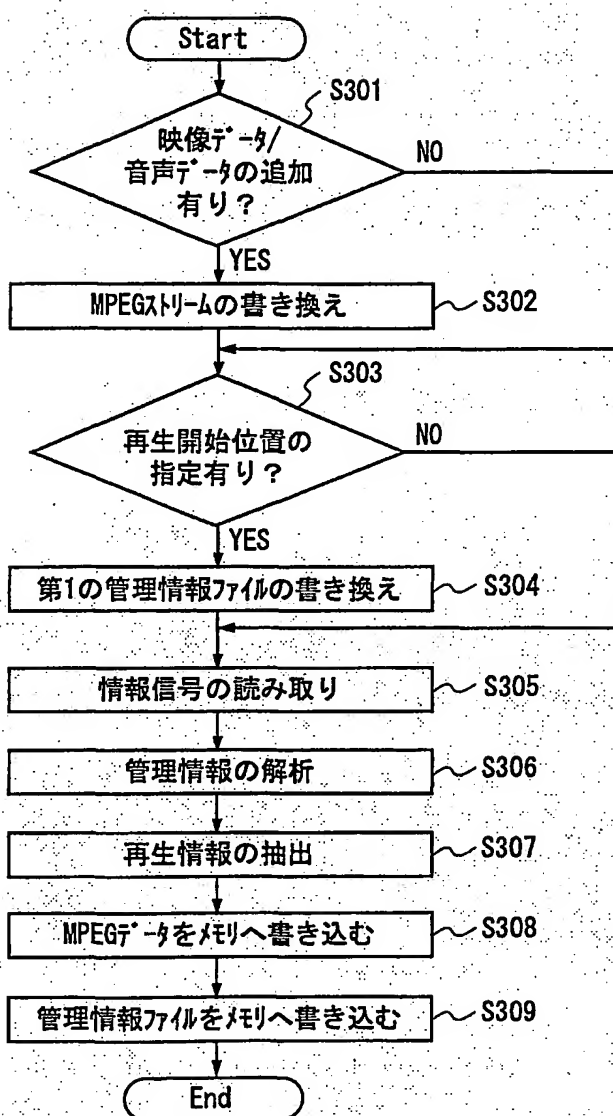 Start
S301
映像データ/
音声データの追加
有り?
NO
YES
MPEGストリームの書き換え
S302
S303
再生開始位置の
指定有り?
NO
YES
第1の管理情報ファイルの書き換え
S304
情報信号の読み取り
S305
管理情報の解析
S306
再生情報の抽出
S307
MPEGデータをメモリへ書き込む
S308
管理情報ファイルをメモリへ書き込む
S309
End